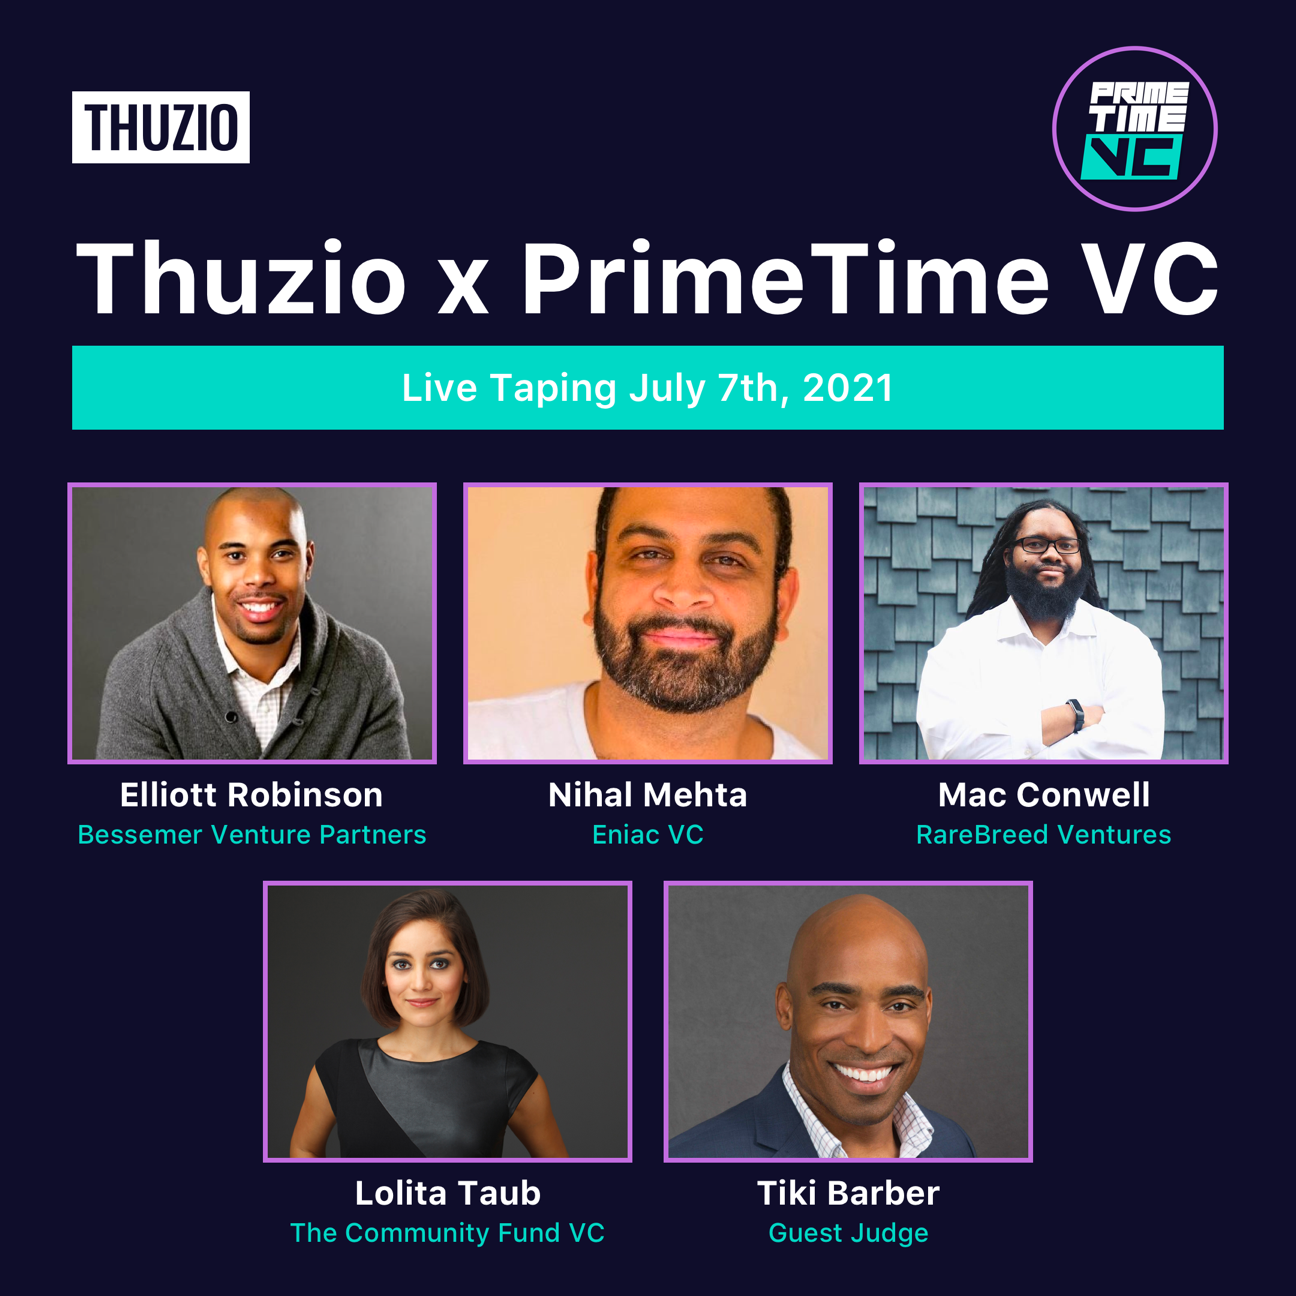 THUZIO
PRIME
TIME
VC
Thuzio x PrimeTime VC
Live Taping July 7th, 2021
Elliott Robinson
Bessemer Venture Partners
Nihal Mehta
Eniac VC
Mac Conwell
RareBreed Ventures
Lolita Taub
The Community Fund VC
Tiki Barber
Guest Judge